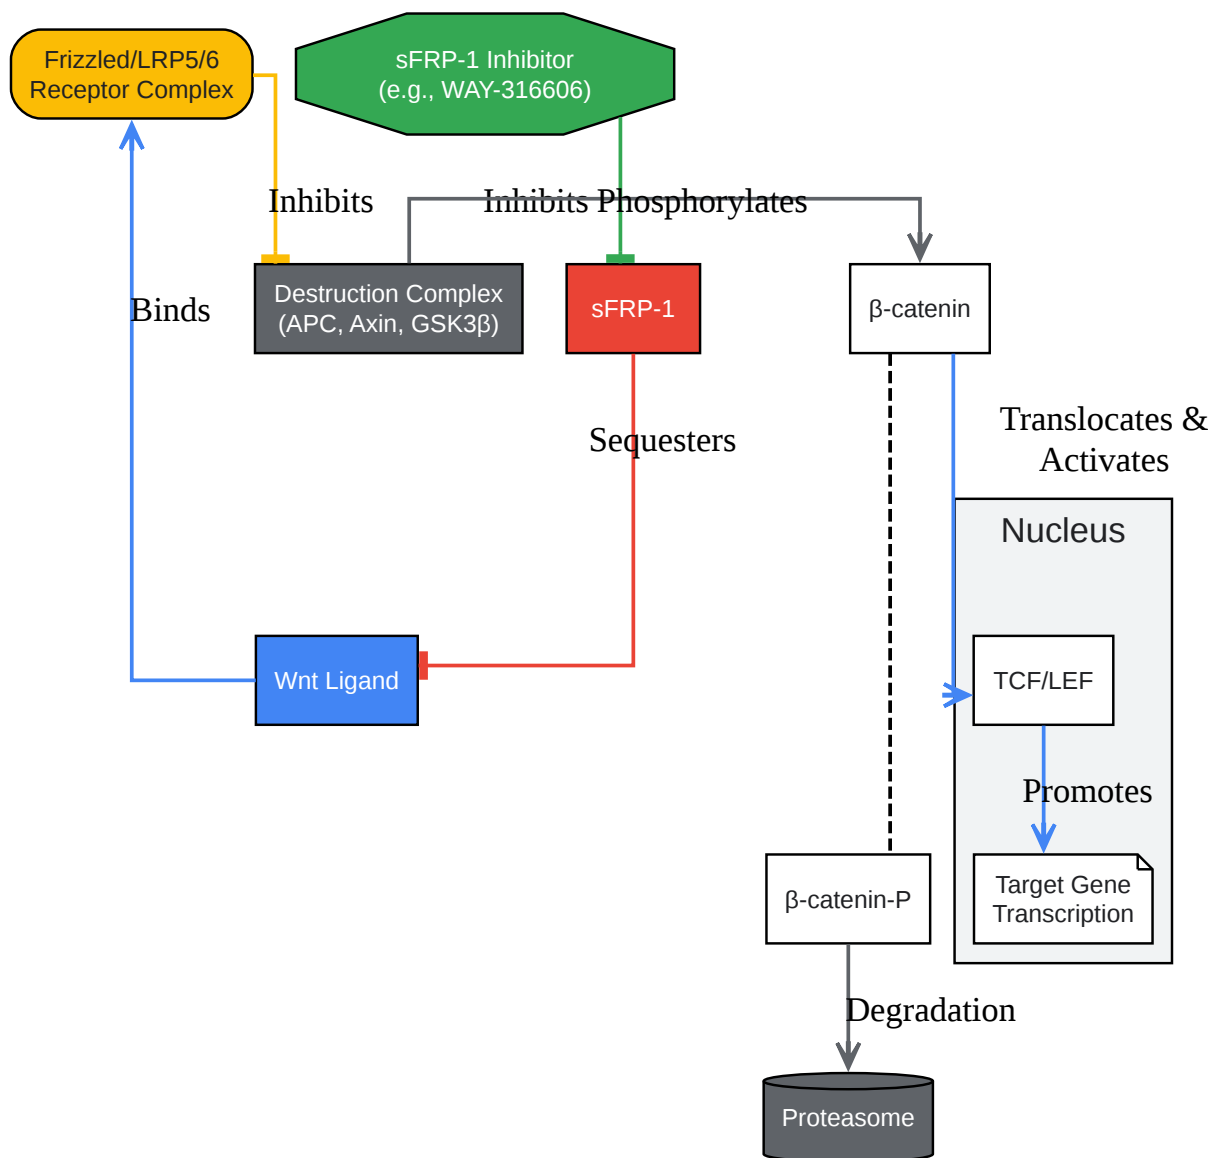 Frizzled/LRP5/6
Receptor Complex
sFRP-1 Inhibitor
(e.g., WAY-316606)
Inhibits
Inhibits
Phosphorylates
Binds
Destruction Complex
(APC, Axin, GSK3β)
sFRP-1
β-catenin
Sequesters
Translocates &
Activates
Nucleus
Wnt Ligand
TCF/LEF
Promotes
β-catenin-P
Target Gene
Transcription
Degradation
Proteasome